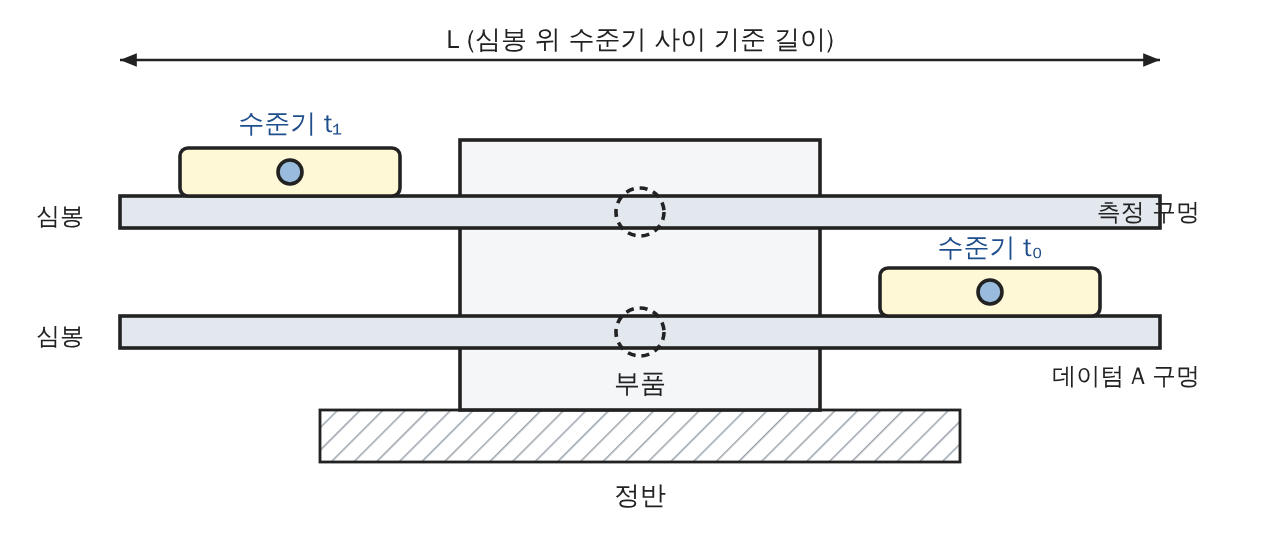 L (심봉 위 수준기 사이 기준 길이)
수준기 t₁
심봉
측정 구멍
수준기 t₀
심봉
데이텀 A 구멍
부품
정반